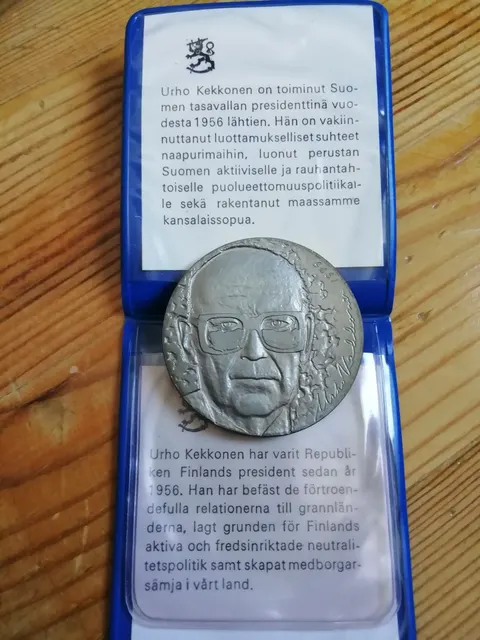 Urho Kekkonen on toiminut Suo-
men tasavallan presidenttinä vuo-
desta 1956 lähtien. Hän on vakiin-
nuttanut luottamukselliset suhteet
naapurimaihin, luonut perustan
Suomen aktiiviselle ja rauhantah-
toiselle puolueettomuuspolitiikal-
le sekä rakentanut maassamme
kansalaissopua.
Urho Kekkonen har varit Republi-
ken Finlands president sedan år
1956. Han har befäst de förtroen-
defulla relationerna till grannlän-
derna, lagt grunden för Finlands
aktiva och fredsinriktade neutrali-
tetspolitik samt skapat medborgar-
sämja i vårt land.